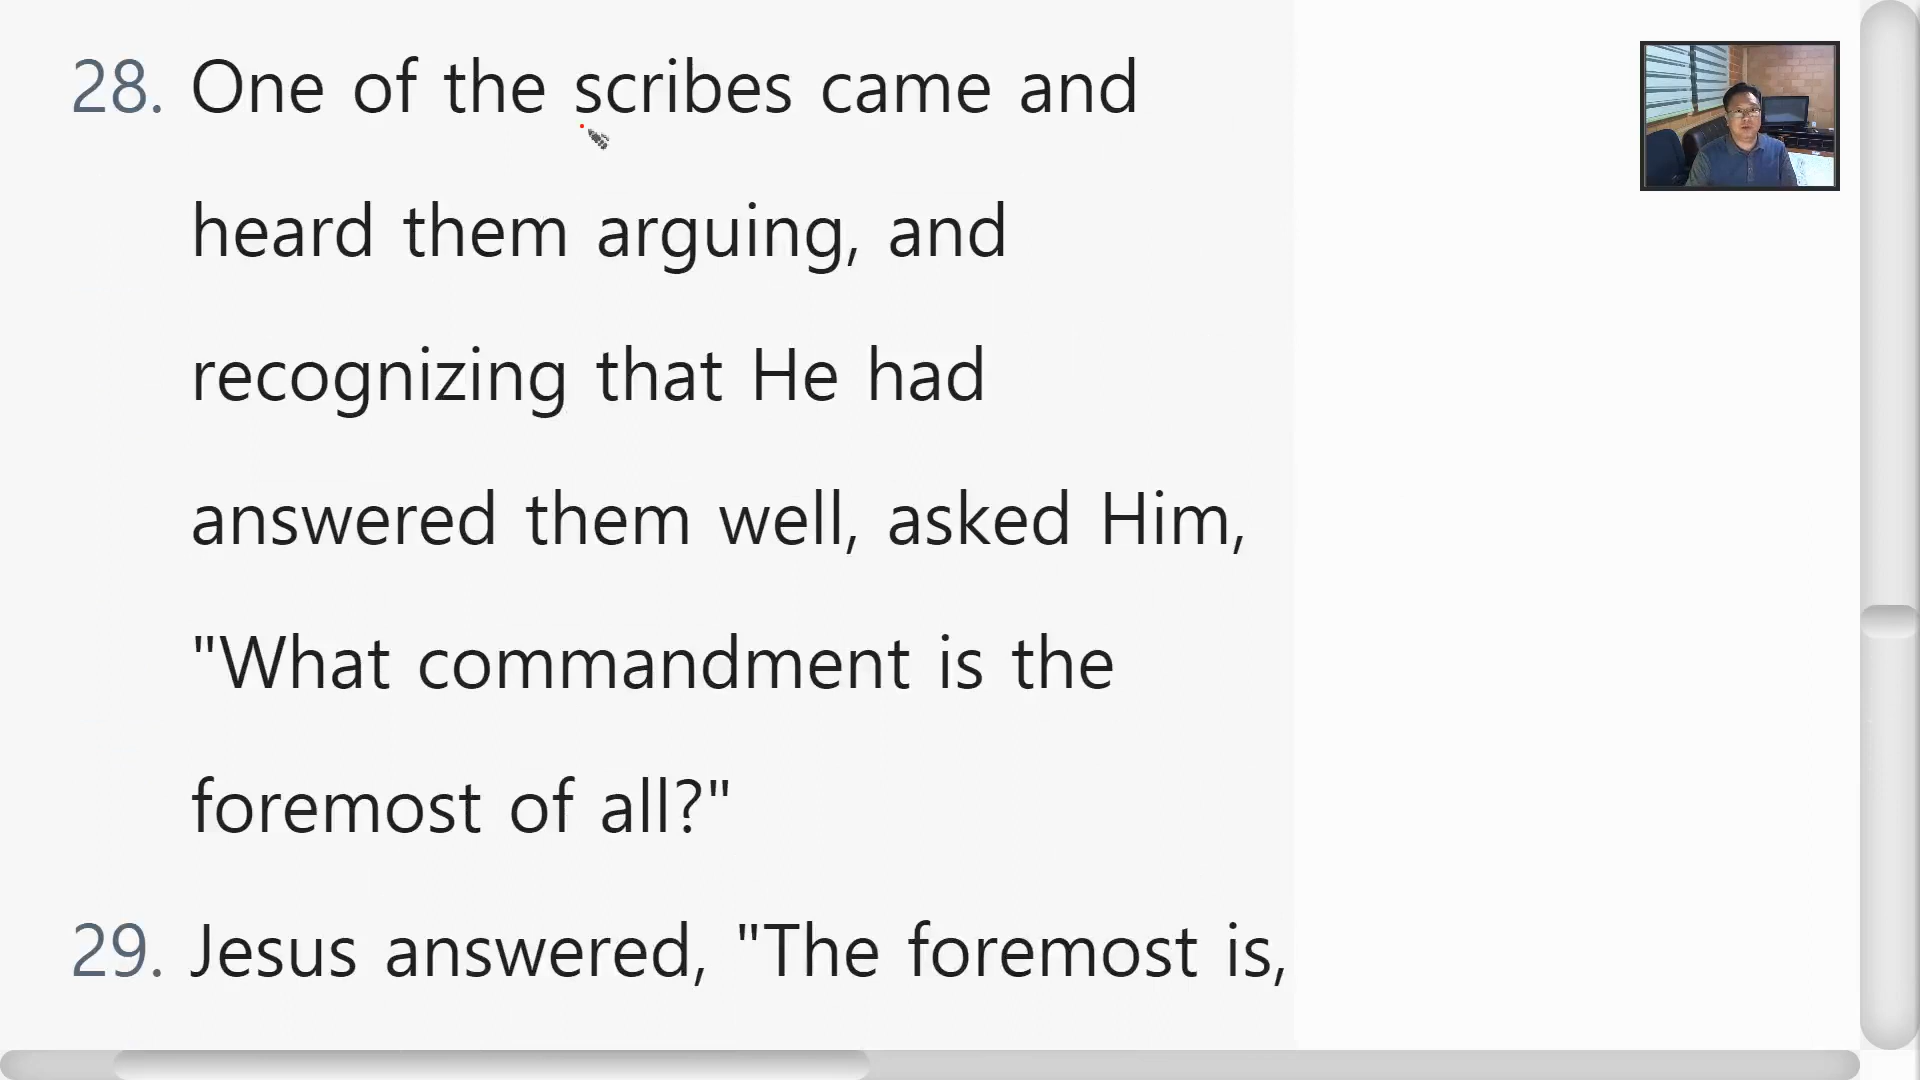 28. One of the scribes came and
heard them arguing, and
recognizing that He had
answered them well, asked Him,
"What commandment is the
foremost of all?"
29. Jesus answered, "The foremost is,